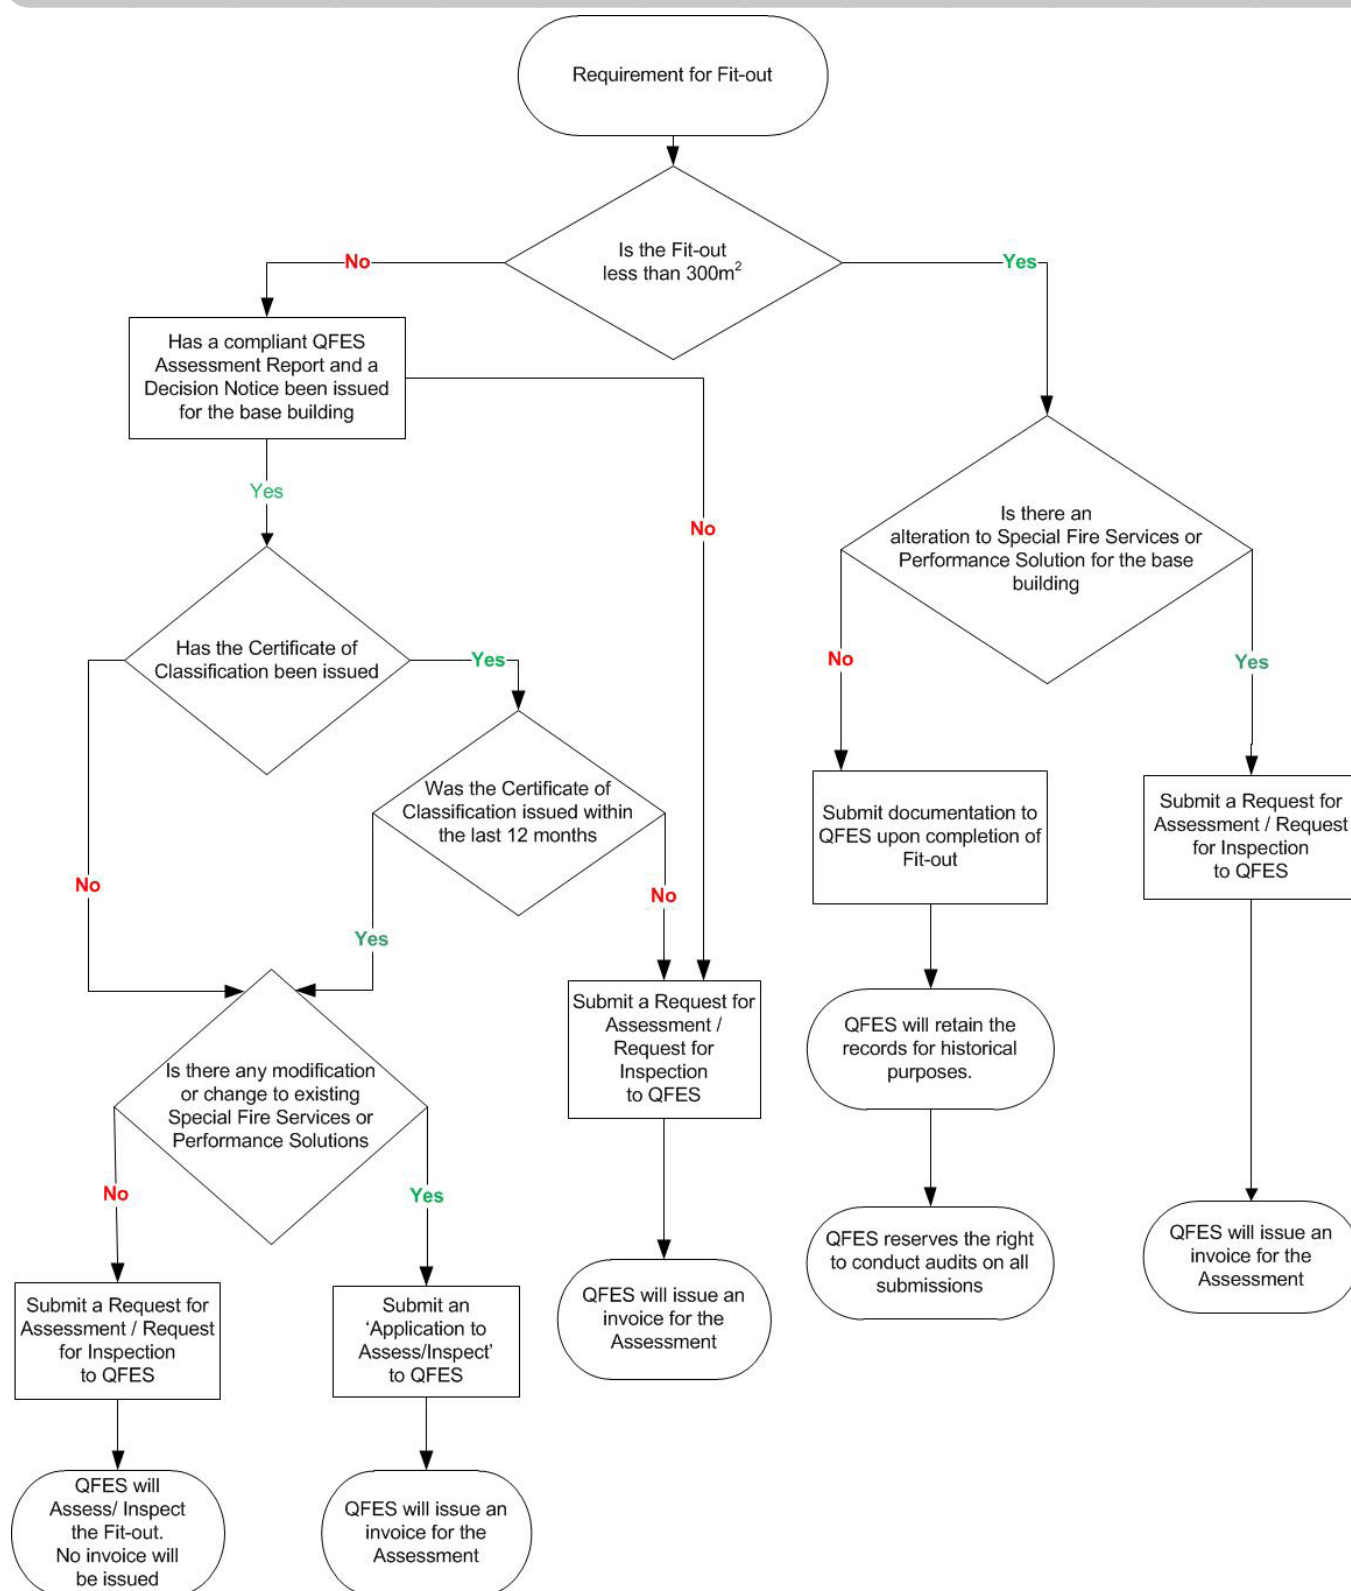 Requirement for Fit-out
Is the Fit-out
less than 300m²
No
Yes
Has a compliant QFES
Assessment Report and a
Decision Notice been issued
for the base building
Yes
No
Is there an
alteration to Special Fire Services or
Performance Solution for the base
building
No
Yes
Has the Certificate of
Classification been issued
Yes
No
Was the Certificate of
Classification issued within
the last 12 months
No
Yes
Submit documentation to
QFES upon completion of
Fit-out
Submit a Request for
Assessment / Request
for Inspection
to QFES
Is there any modification
or change to existing
Special Fire Services or
Performance Solutions
No
Yes
Submit a Request for
Assessment /
Request for
Inspection
to QFES
QFES will retain the
records for historical
purposes.
QFES reserves the right
to conduct audits on all
submissions
QFES will issue an
invoice for the
Assessment
QFES will issue an
invoice for the
Assessment
Submit a Request for
Assessment / Request
for Inspection
to QFES
Submit an
‘Application to
Assess/Inspect’
to QFES
QFES will
Assess/ Inspect
the Fit-out.
No invoice will
be issued
QFES will issue an
invoice for the
Assessment